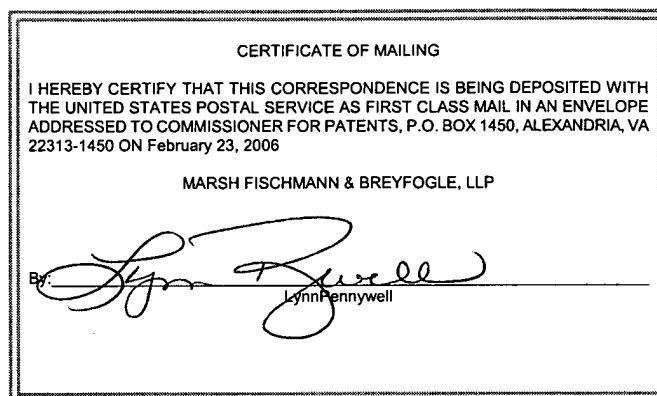 CERTIFICATE OF MAILING
I HEREBY CERTIFY THAT THIS CORRESPONDENCE IS BEING DEPOSITED WITH
THE UNITED STATES POSTAL SERVICE AS FIRST CLASS MAIL IN AN ENVELOPE
ADDRESSED TO COMMISSIONER FOR PATENTS, P.O. BOX 1450, ALEXANDRIA, VA
22313-1450 ON February 23, 2006
MARSH FISCHMANN & BREYFOGLE, LLP
By:
LynnPennywell